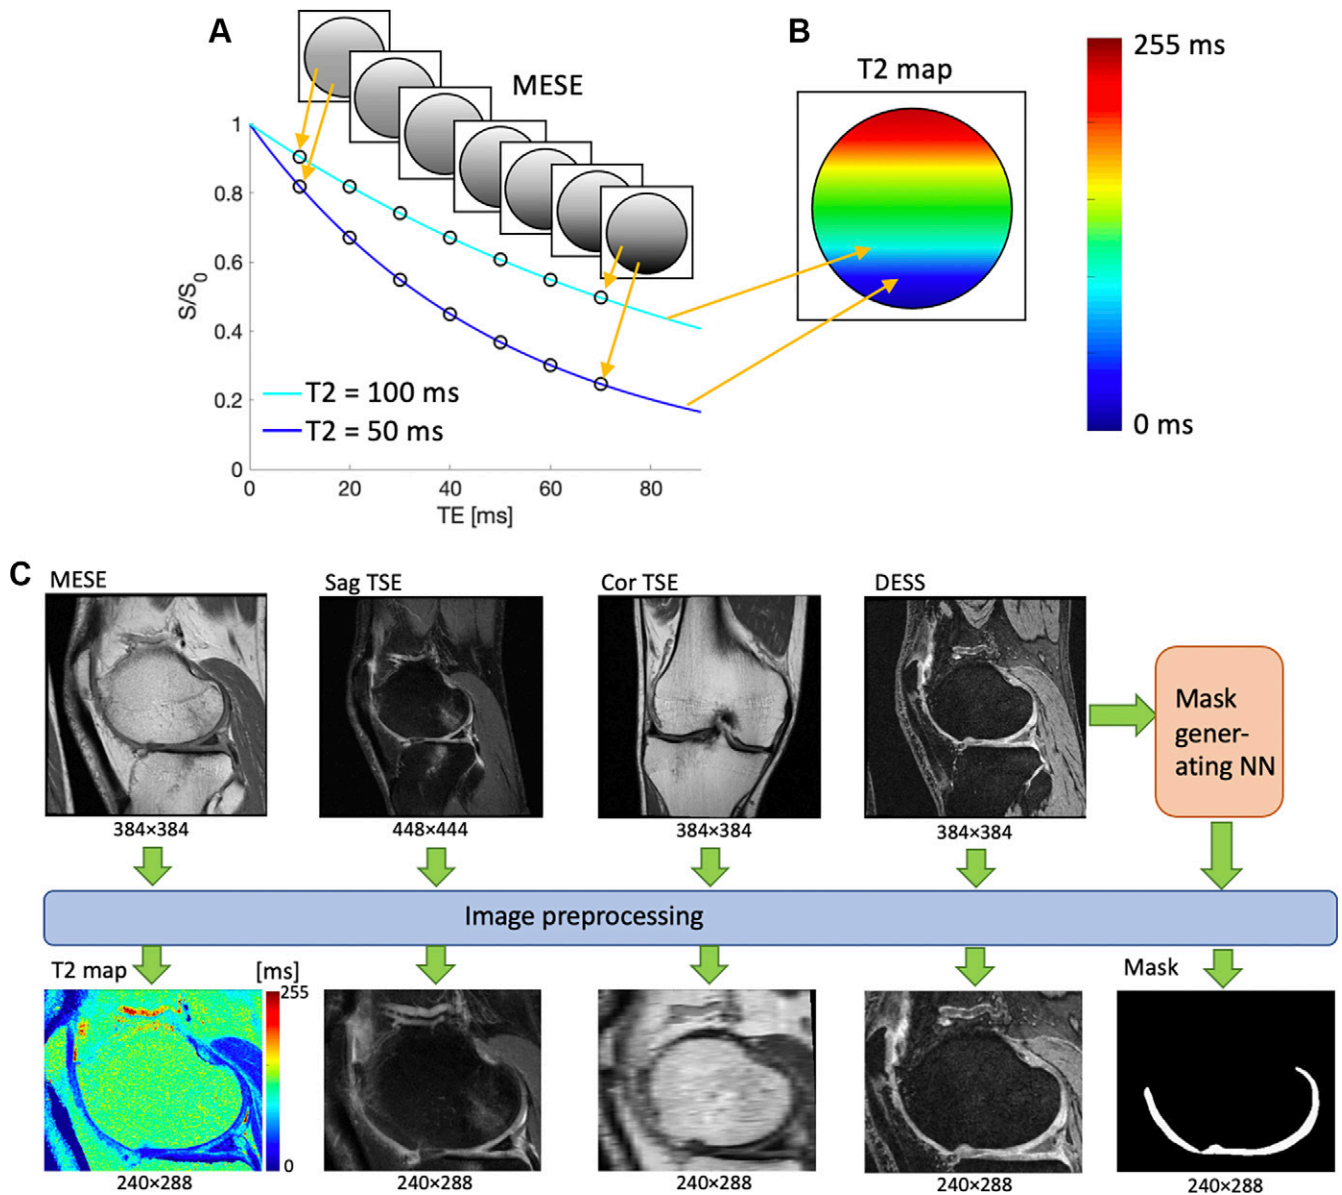 A
MESE
B
T2 map
255 ms
0 ms
1
0.8
0.6
0.4
0.2
0
S/S0
T2 = 100 ms
T2 = 50 ms
0 20 40 60 80
TE [ms]
C
MESE
Sag TSE
Cor TSE
DESS
384×384
448×444
384×384
384×384
Mask
gener-
ating NN
Image preprocessing
T2 map
[ms]
255
0
Mask
240×288
240×288
240×288
240×288
240×288